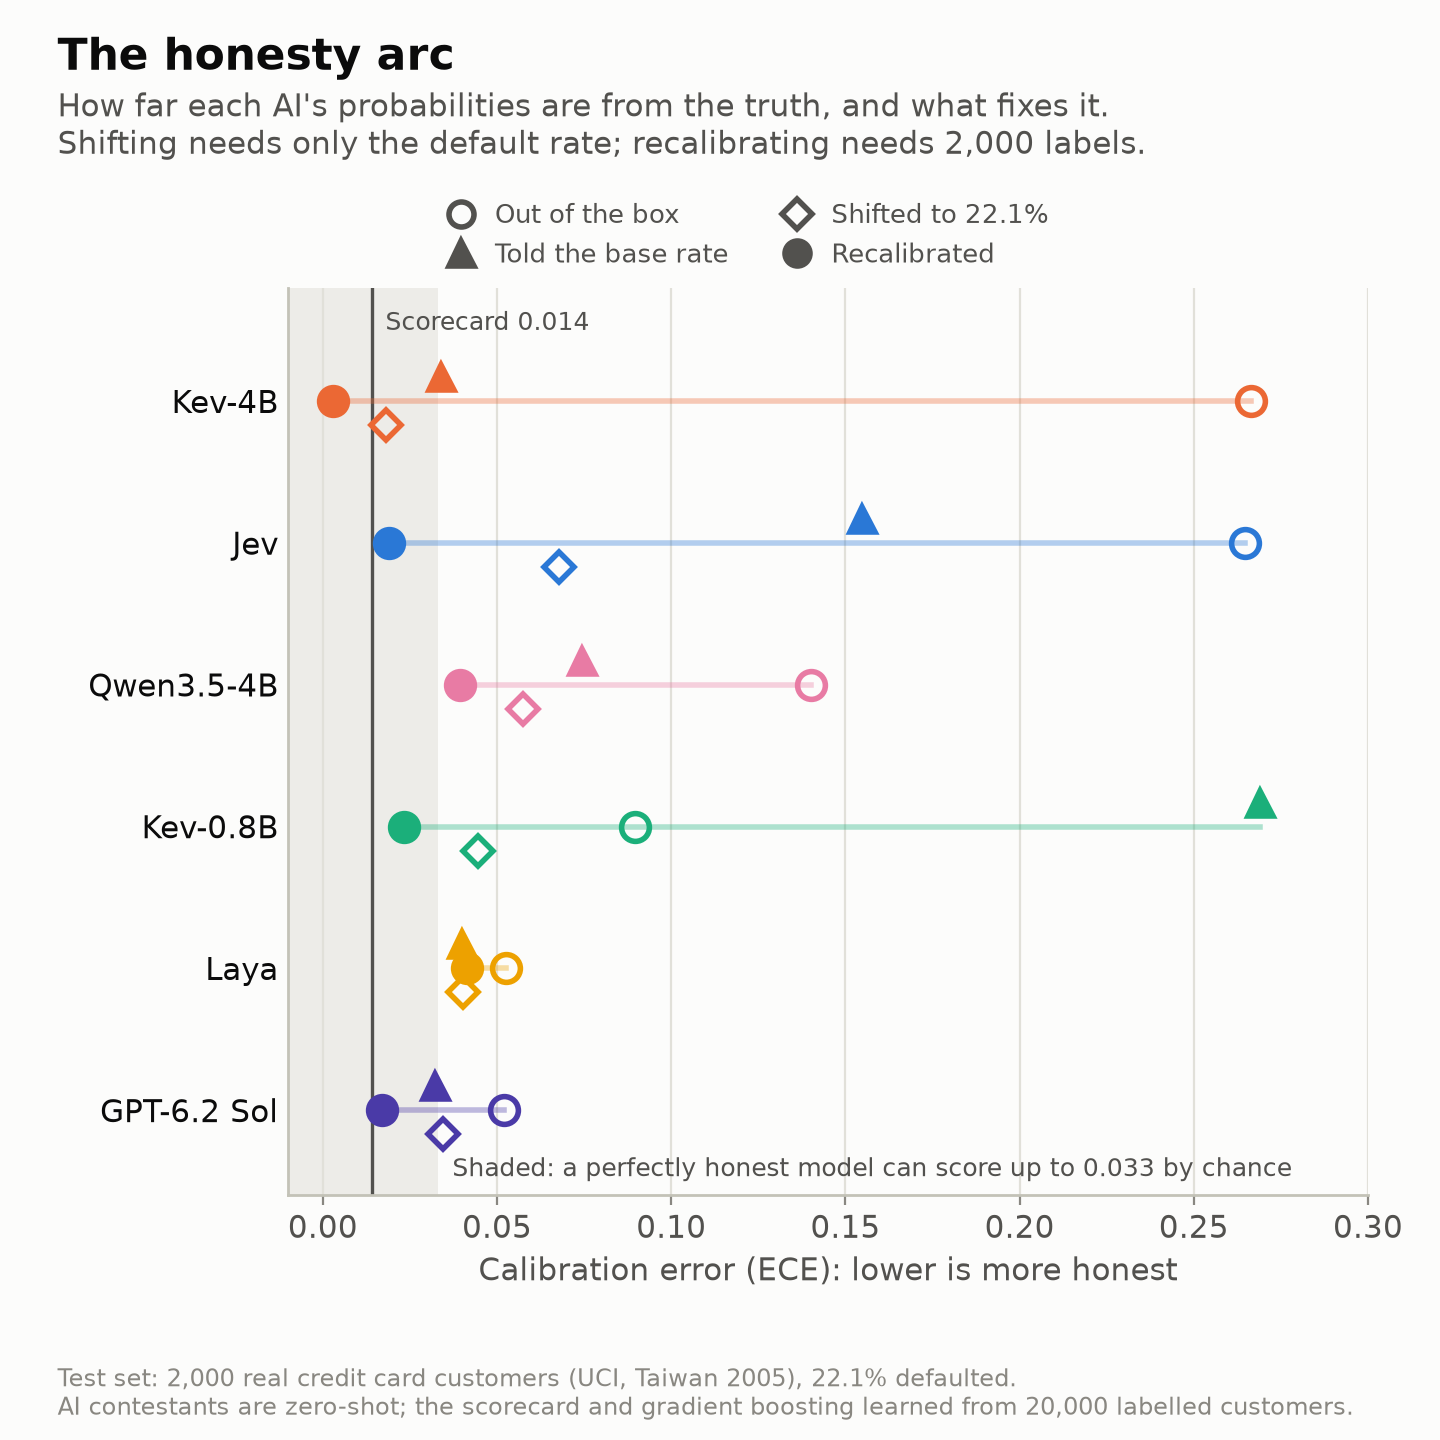 The honesty arc
How far each AI's probabilities are from the truth, and what fixes it.
Shifting needs only the default rate; recalibrating needs 2,000 labels.
Out of the box
Shifted to 22.1%
Told the base rate
Recalibrated
Scorecard 0.014
Kev-4B
Jev
Qwen3.5-4B
Kev-0.8B
Laya
GPT-6.2 Sol
Shaded: a perfectly honest model can score up to 0.033 by chance
0.00 0.05 0.10 0.15 0.20 0.25 0.30
Calibration error (ECE): lower is more honest
Test set: 2,000 real credit card customers (UCI, Taiwan 2005), 22.1% defaulted.
AI contestants are zero-shot; the scorecard and gradient boosting learned from 20,000 labelled customers.